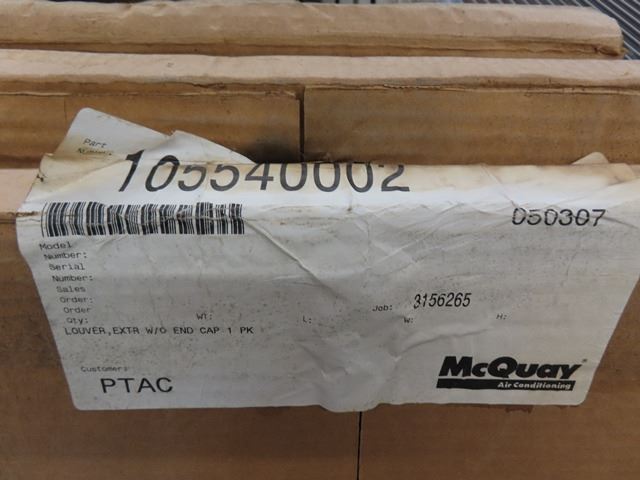 Part
Number:
105540002
050307
Model
Number:
Serial
Number:
Sales
Order:
Order
Qty:
Wt:
L:
Job: 3156265
W:
H:
LOUVER,EXTR W/O END CAP 1 PK
Customer:
PTAC
McQuay®
Air Conditioning